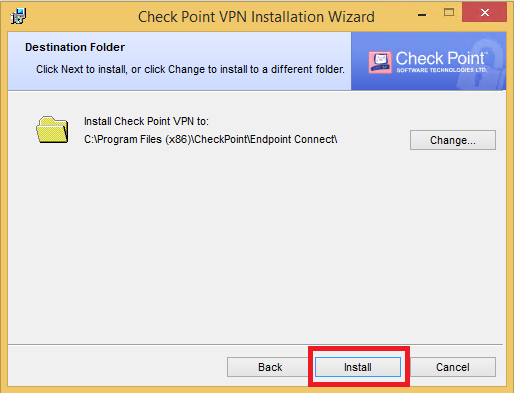 Check Point VPN Installation Wizard
Destination Folder
Click Next to install, or click Change to install to a different folder.
Check Point™
SOFTWARE TECHNOLOGIES LTD.
Install Check Point VPN to:
C:\Program Files (x86)\CheckPoint\Endpoint Connect\
Change...
Back
Install
Cancel